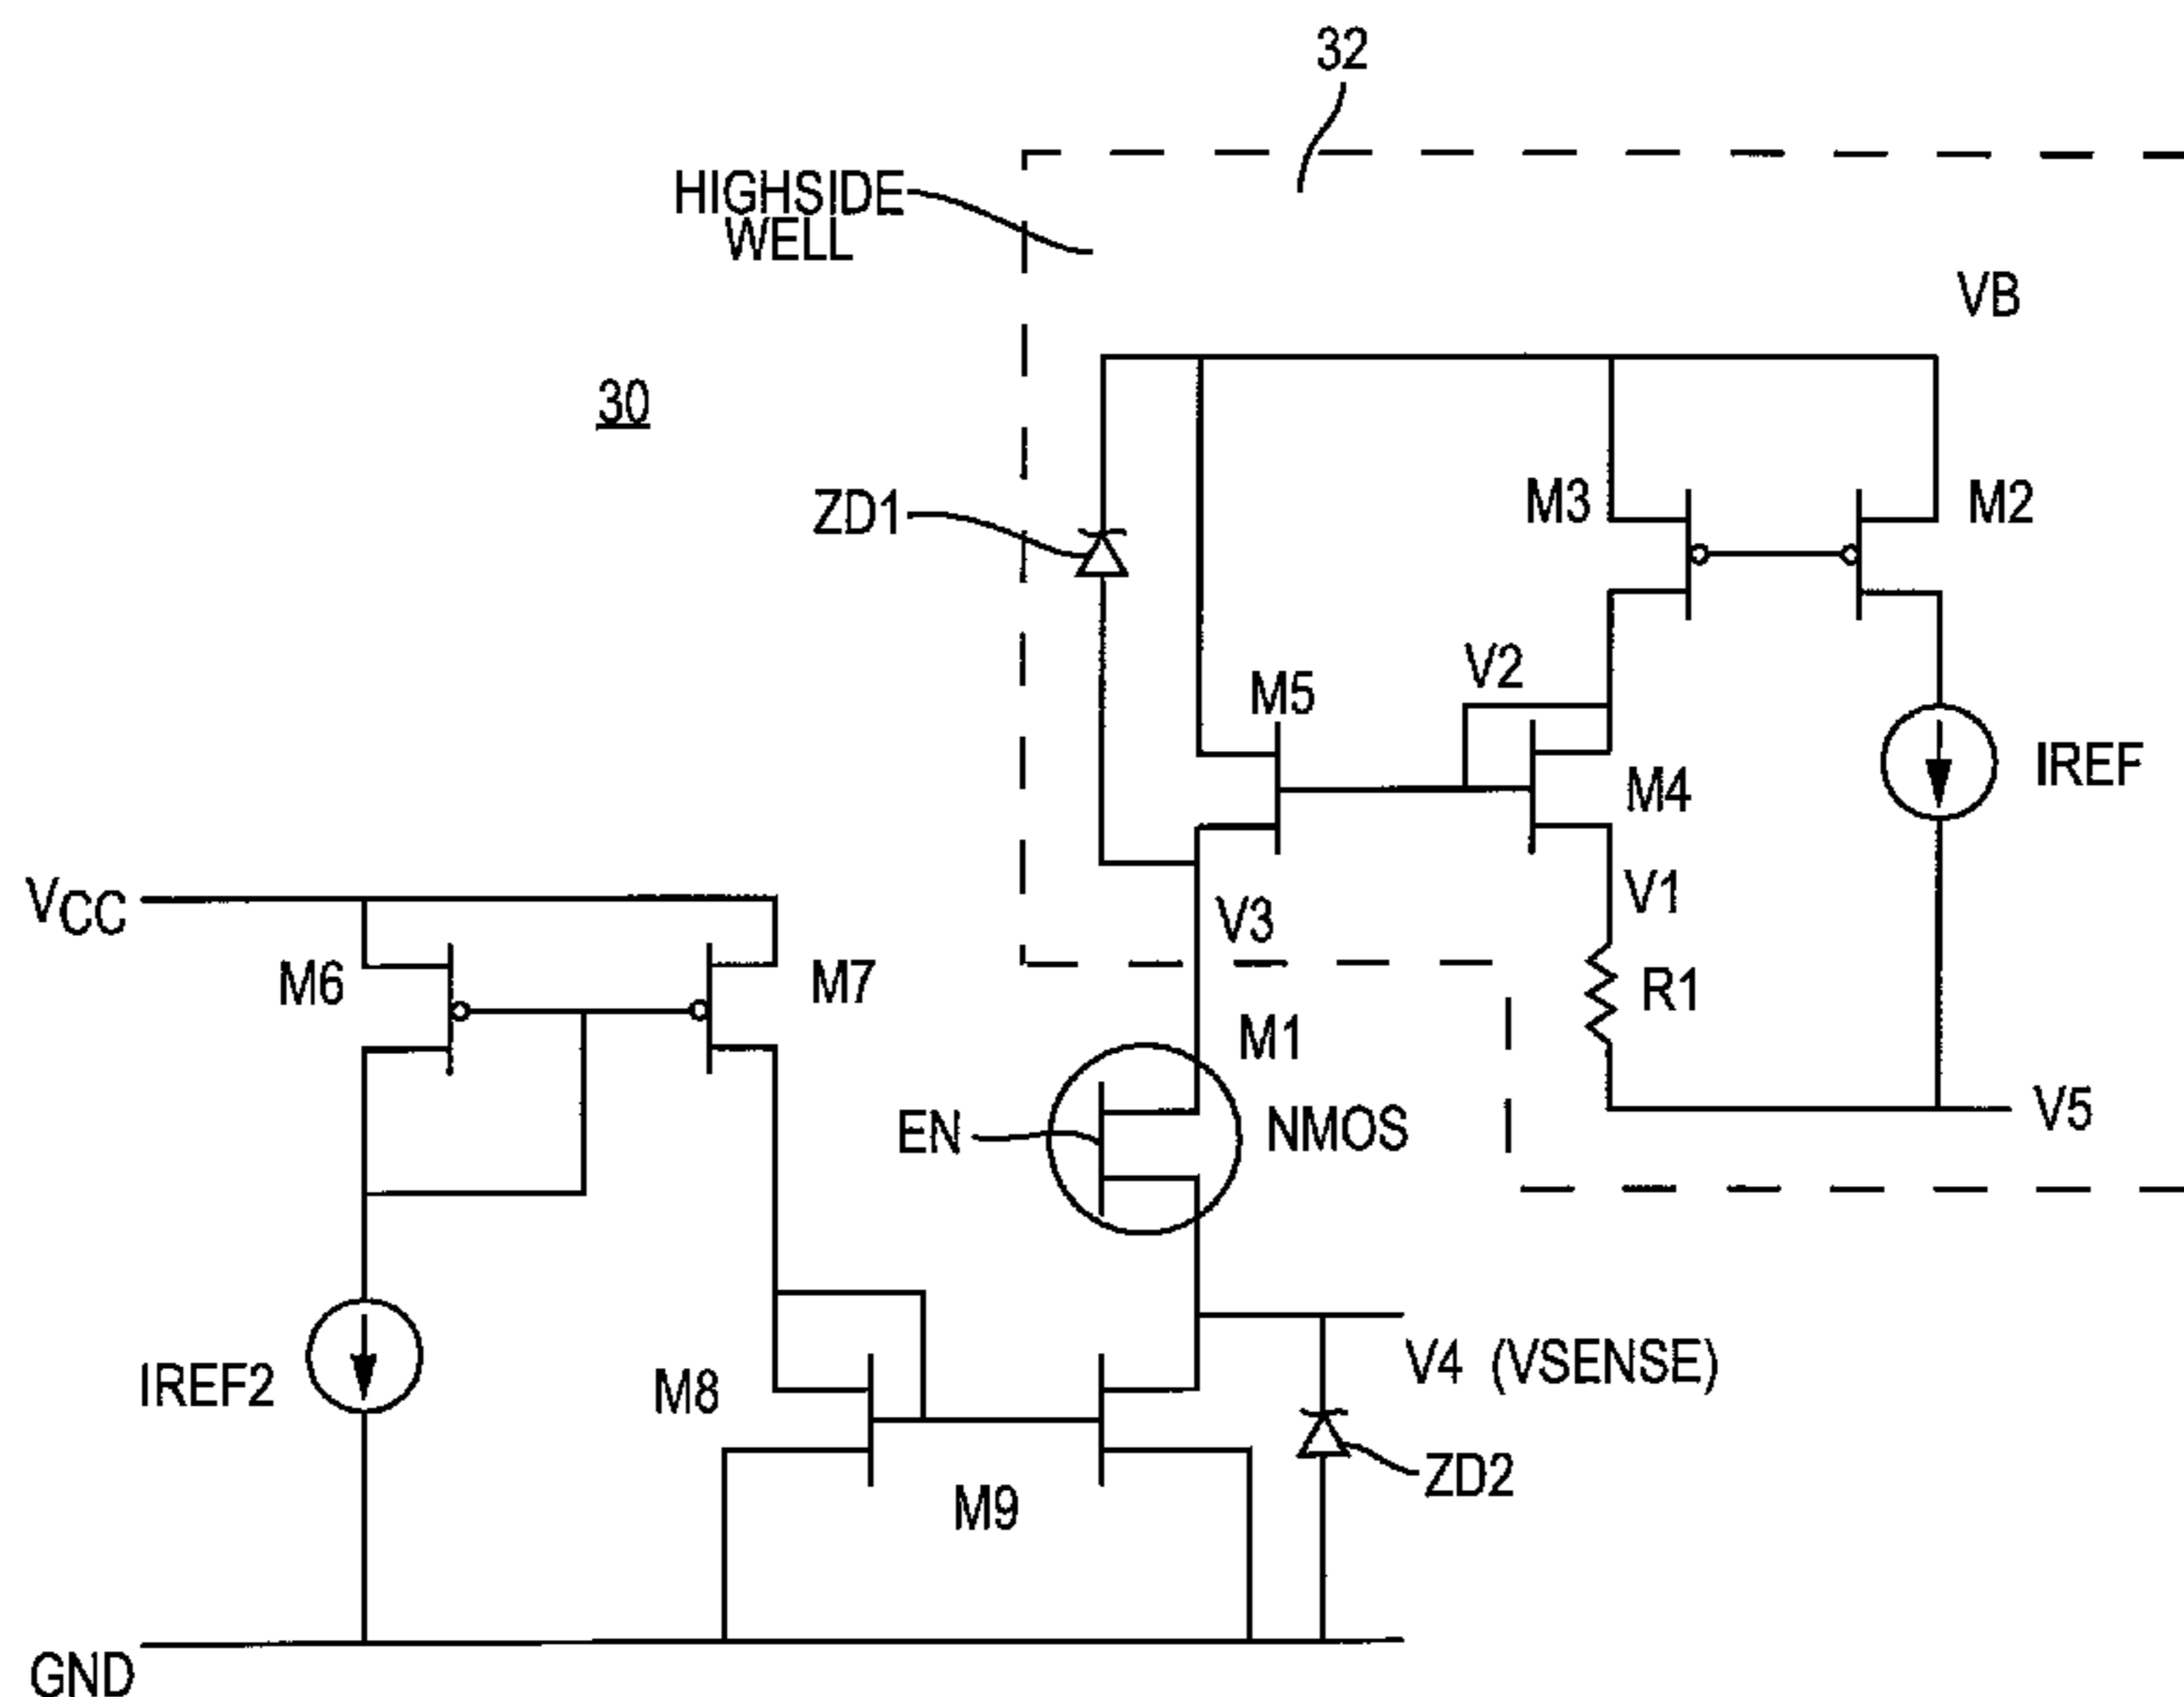 32
HIGHSIDE
WELL
VB
30
ZD1
M3
M2
V2
M5
M4
IREF
VCC
V3
V1
M6
M7
R1
M1
EN
NMOS
V5
IREF2
M8
V4 (VSENSE)
M9
ZD2
GND